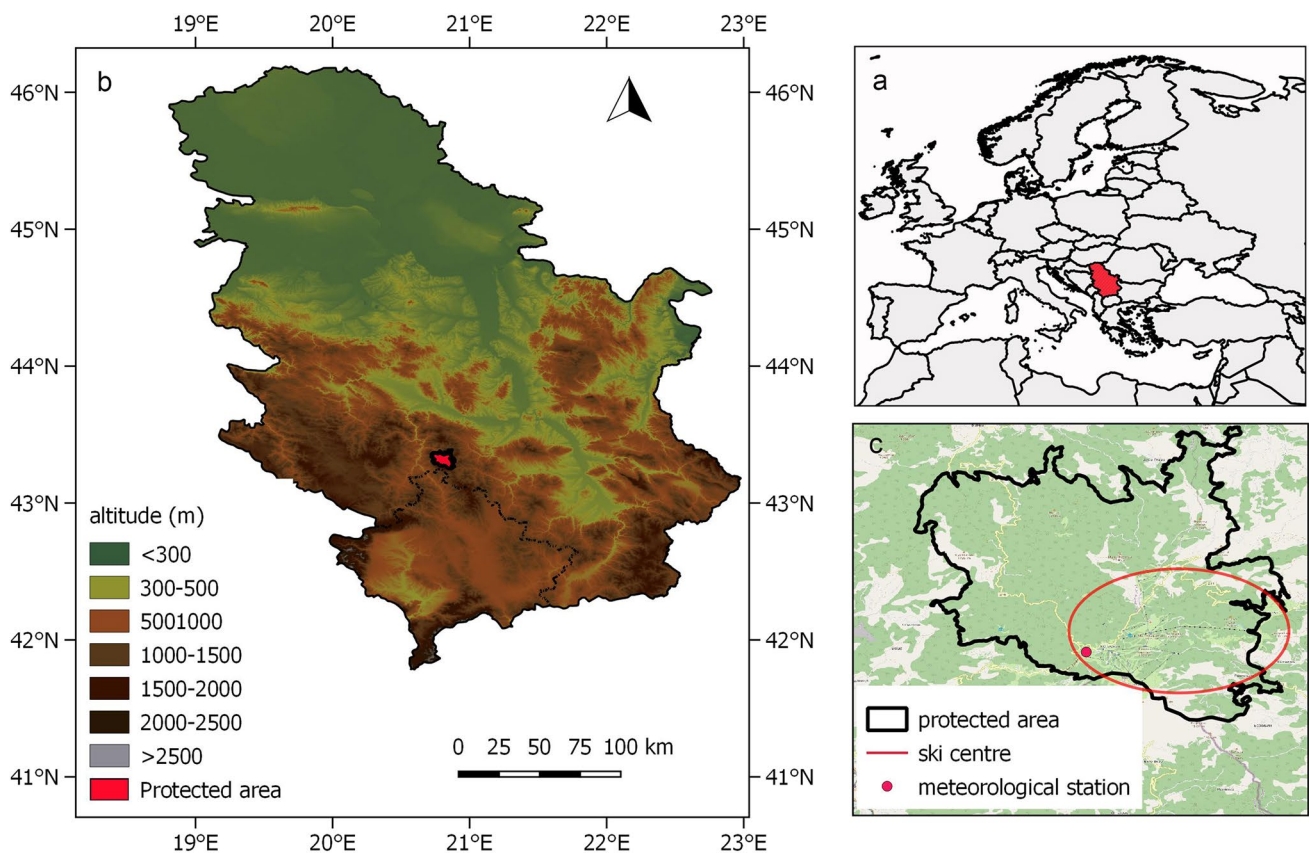 19°E 20°E 21°E 22°E 23°E
b
46°N 46°N
45°N 45°N
44°N 44°N
43°N 43°N
42°N 42°N
41°N 41°N
altitude (m)
<300
300-500
5001000
1000-1500
1500-2000
2000-2500
>2500
Protected area
0 25 50 75 100 km
19°E 20°E 21°E 22°E 23°E
a
c
protected area
ski centre
meteorological station